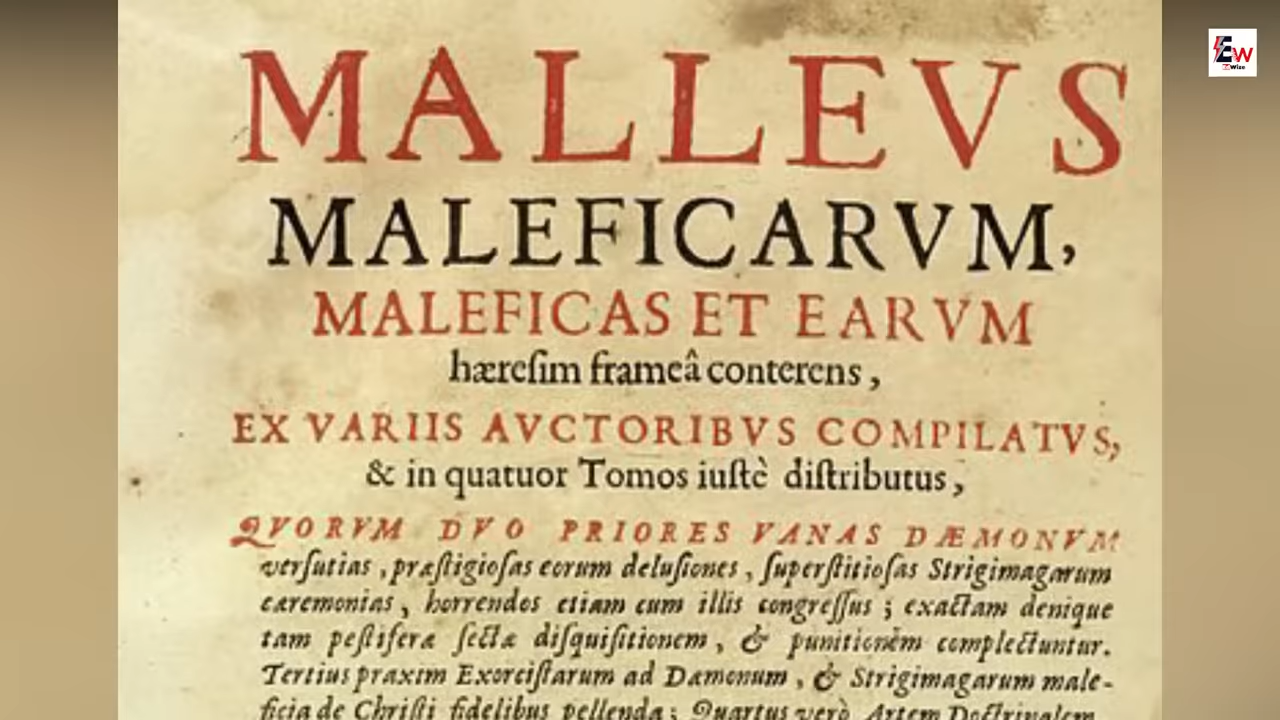 MALLEVS
MALEFICARVM,
MALEFICAS ET EARVM
hæreſim frameâ conterens,
EX VARIIS AVCTORIBVS COMPILATVS,
& in quatuor Tomos iuſtè diſtributus,
QVORVM DVO PRIORES VANAS DÆMONVM
verſutias, præſtigioſas eorum deluſiones, ſuperſtitioſas Strigimagarum
cæremonias, horrendos etiam cum illis congreſſus; exactam denique
tam peſtiferæ ſectæ diſquiſitionem, & punitionem complectuntur.
Tertius praxim Exorciſtarum ad Dæmonum, & Strigimagarum male-
ficia de Chriſti fidelibus pellenda; Quartus verò Artem Doctrinalem,
EW
Wise